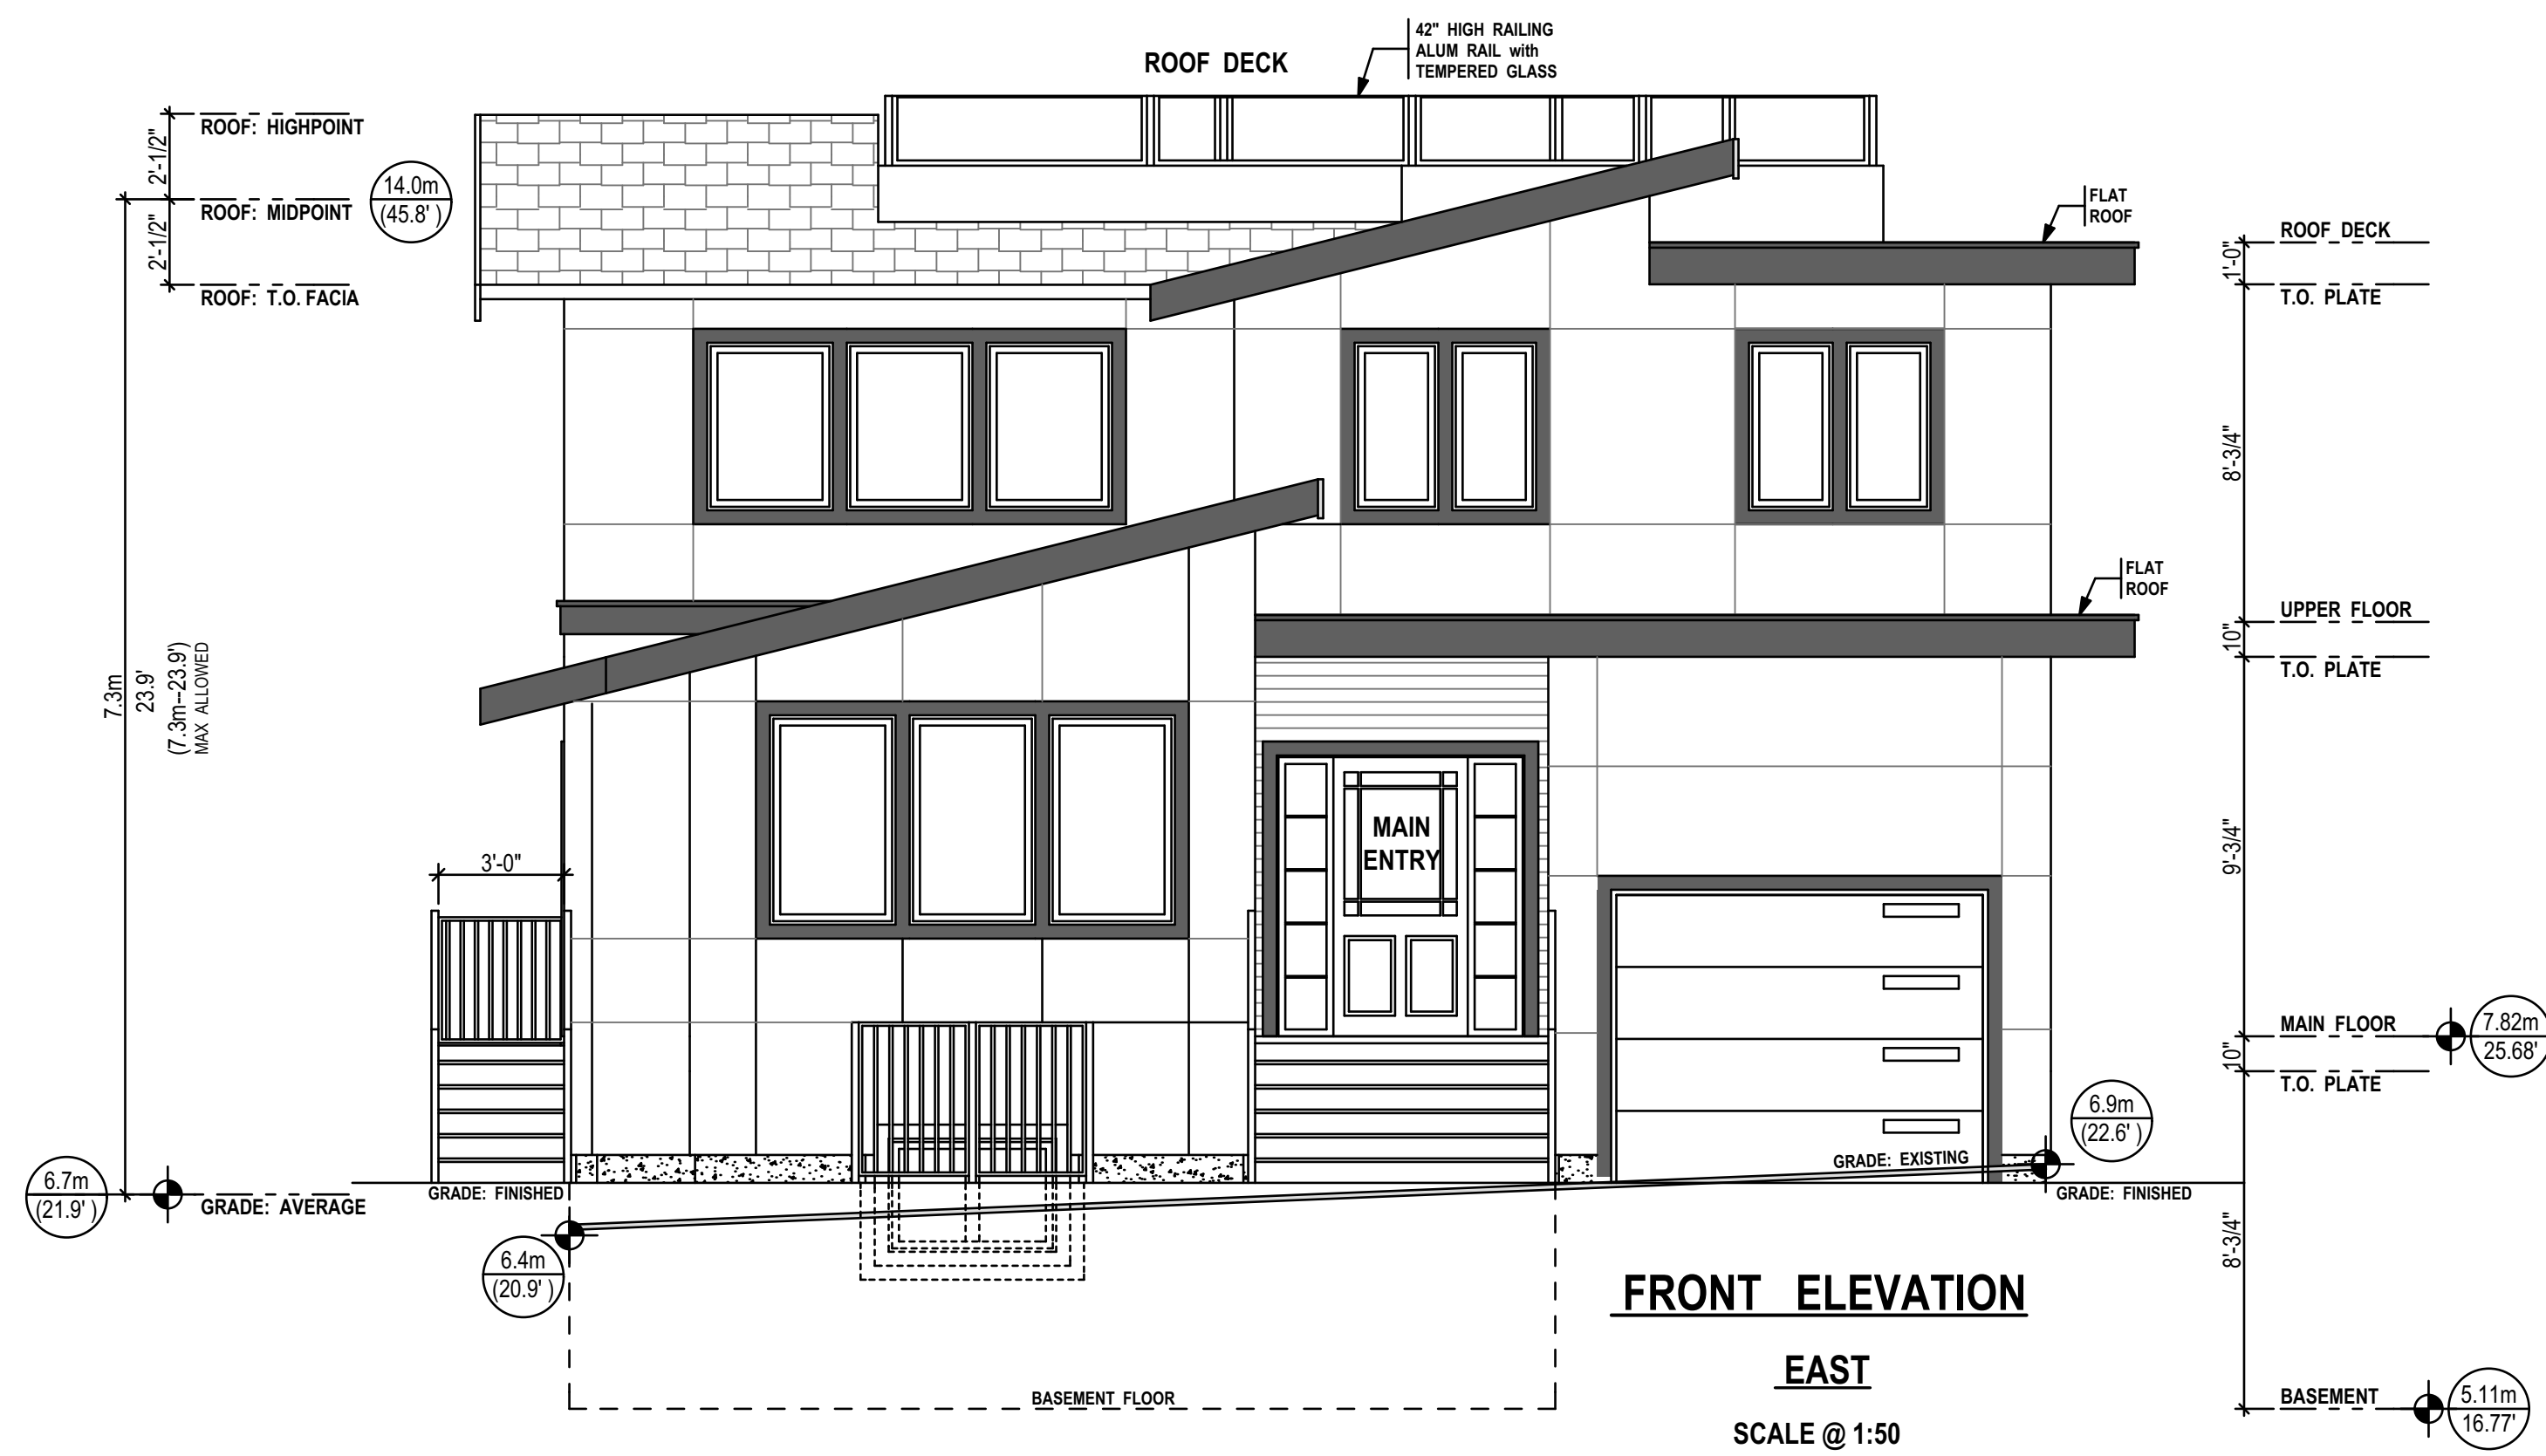 42" HIGH RAILING
ALUM RAIL with
TEMPERED GLASS
ROOF DECK
ROOF: HIGHPOINT
2'-1/2"
14.0m
(45.8' )
ROOF: MIDPOINT
2'-1/2"
ROOF: T.O. FACIA
FLAT
ROOF
ROOF DECK
1'-0"
T.O. PLATE
8'-3/4"
FLAT
ROOF
UPPER FLOOR
10"
T.O. PLATE
7.3m
23.9'
(7.3m--23.9')
MAX ALLOWED
9'-3/4"
3'-0"
MAIN
ENTRY
MAIN FLOOR
7.82m
25.68'
10"
T.O. PLATE
6.9m
(22.6' )
GRADE: EXISTING
6.7m
(21.9' )
GRADE: AVERAGE
GRADE: FINISHED
GRADE: FINISHED
6.4m
(20.9' )
8'-3/4"
FRONT ELEVATION
EAST
SCALE @ 1:50
BASEMENT FLOOR
BASEMENT
5.11m
16.77'